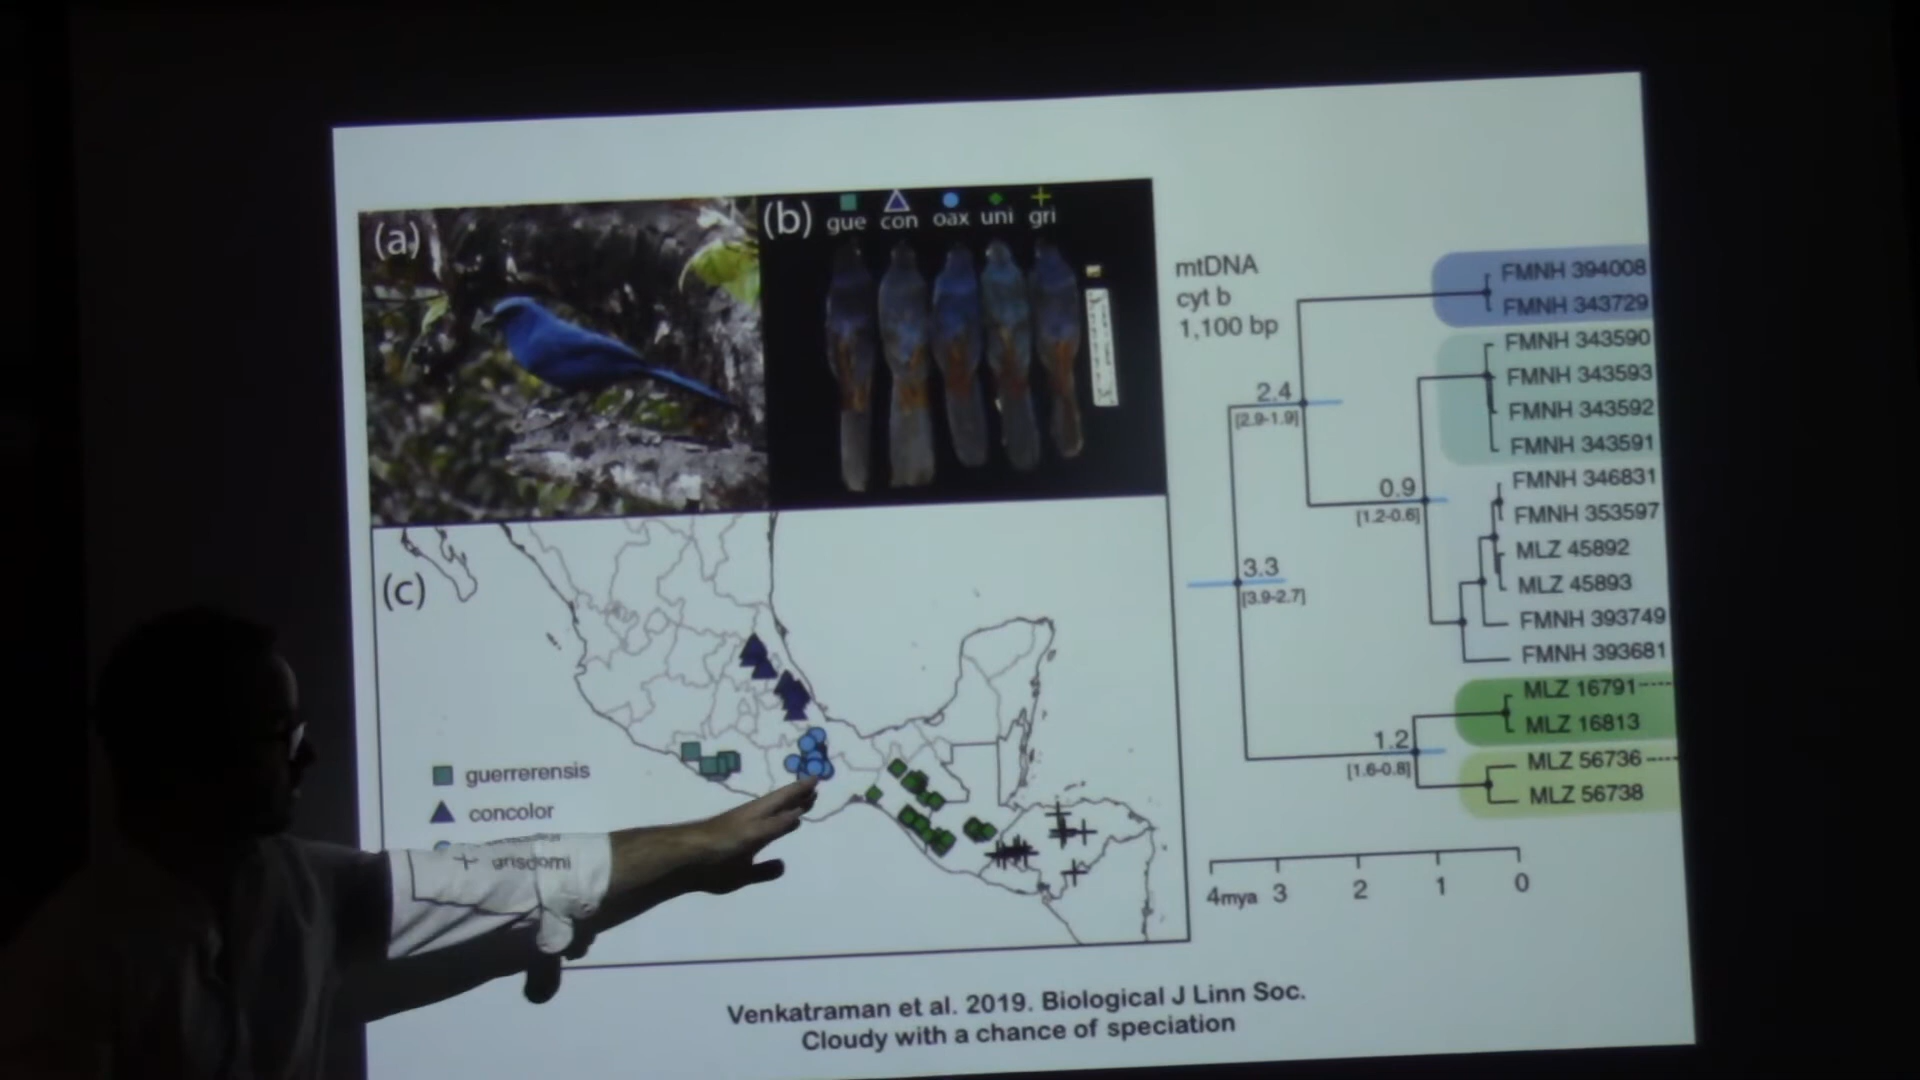 (a)
(b)
gue con oax uni gri
(c)
guerrerensis
concolor
grisdomi
mtDNA
cyt b
1,100 bp
2.4
[2.9-1.9]
0.9
[1.2-0.6]
3.3
[3.9-2.7]
1.2
[1.6-0.8]
FMNH 394008
FMNH 343729
FMNH 343590
FMNH 343593
FMNH 343592
FMNH 343591
FMNH 346831
FMNH 353597
MLZ 45892
MLZ 45893
FMNH 393749
FMNH 393681
MLZ 16791
MLZ 16813
MLZ 56736
MLZ 56738
4mya 3 2 1 0
Venkatraman et al. 2019. Biological J Linn Soc.
Cloudy with a chance of speciation